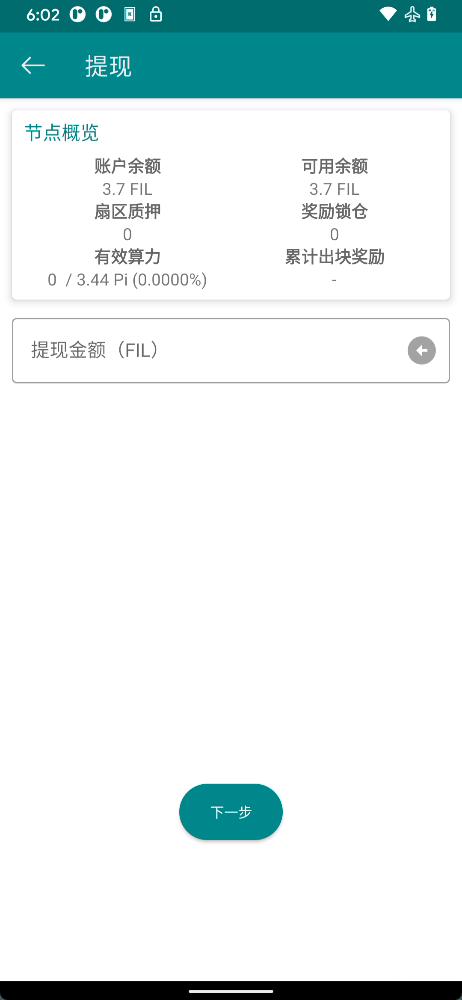 6:02
提现
节点概览
账户余额 可用余额
3.7 FIL 3.7 FIL
扇区质押 奖励锁仓
0 0
有效算力 累计出块奖励
0 / 3.44 Pi (0.0000%) -
提现金额（FIL）
下一步